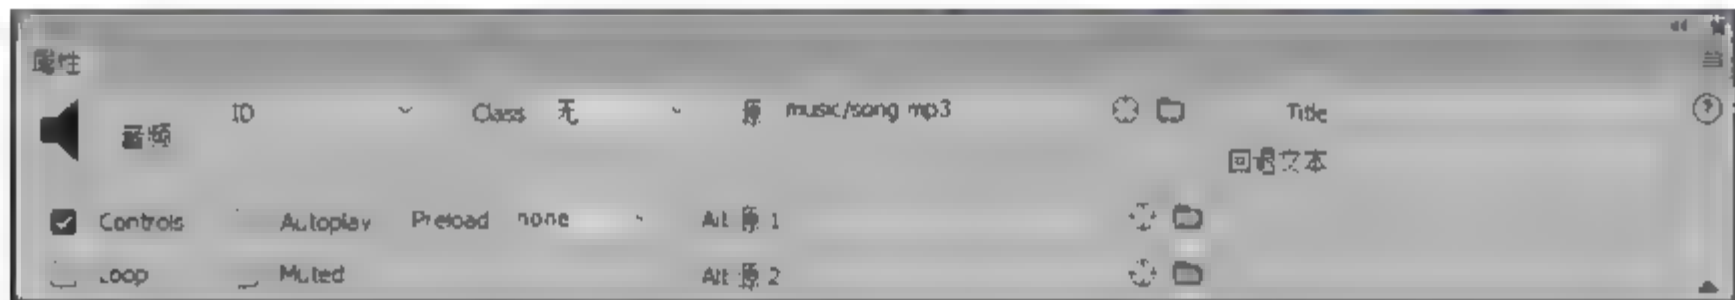 属性
ID Class 无 源 music/song mp3 Title
音频
回退文本
Controls Autoplay Preload none Alt 源 1
Loop Muted Alt 源 2